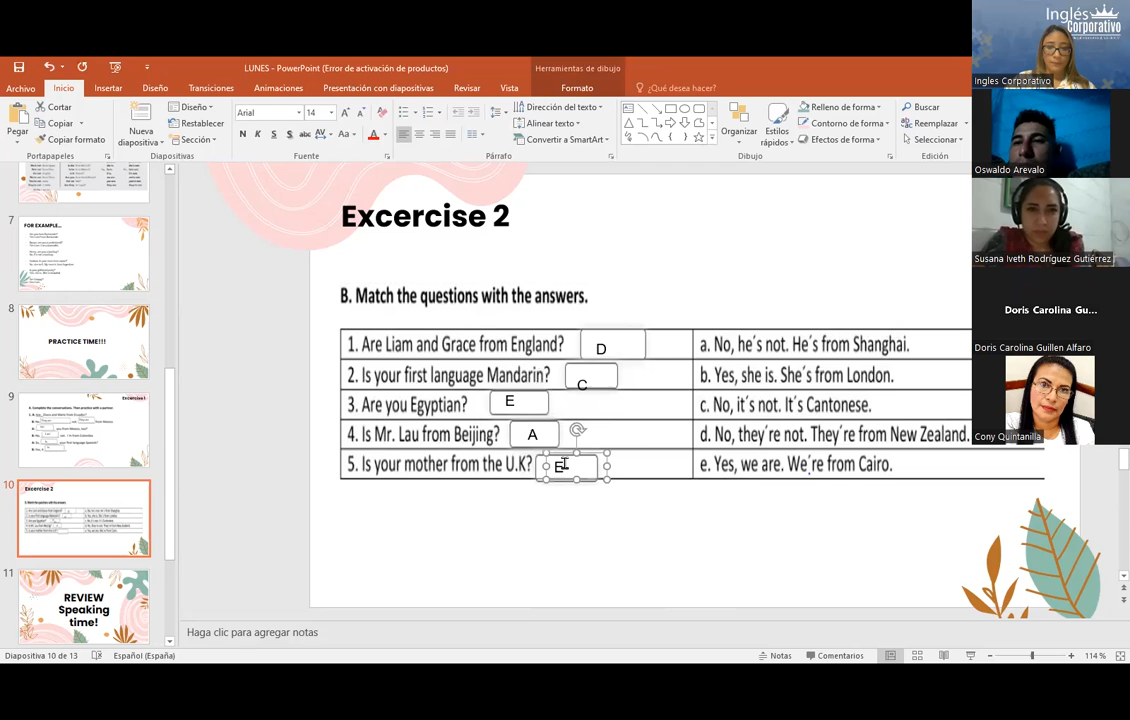 Inglés
Corporativo
LUNES - PowerPoint (Error de activación de productos)
Herramientas de dibujo
Archivo Inicio Insertar Diseño Transiciones Animaciones Presentación con diapositivas Revisar Vista Formato ¿Qué desea hacer?
Ingles Corporativo
Pegar
Cortar
Copiar
Copiar formato
Portapapeles
Nueva diapositiva
Diseño
Restablecer
Sección
Diapositivas
Arial 14
N K S S abc AV Aa A
Fuente
Párrafo
Dirección del texto
Alinear texto
Convertir a SmartArt
Organizar
Estilos rápidos
Relleno de forma
Contorno de forma
Efectos de forma
Dibujo
Buscar
Reemplazar
Seleccionar
Edición
Oswaldo Arevalo
Susana Iveth Rodríguez Gutiérrez
Doris Carolina Gu...
Doris Carolina Guillen Alfaro
Cony Quintanilla
7
FOR EXAMPLE...
8
PRACTICE TIME!!!
9
10
Excercise 2
11
REVIEW
Speaking
time!
Excercise 2
B. Match the questions with the answers.
1. Are Liam and Grace from England? D a. No, he´s not. He´s from Shanghai.
2. Is your first language Mandarin? C b. Yes, she is. She´s from London.
3. Are you Egyptian? E c. No, it´s not. It´s Cantonese.
4. Is Mr. Lau from Beijing? A d. No, they´re not. They´re from New Zealand.
5. Is your mother from the U.K? E e. Yes, we are. We´re from Cairo.
Haga clic para agregar notas
Diapositiva 10 de 13 Español (España) Notas Comentarios 114 %